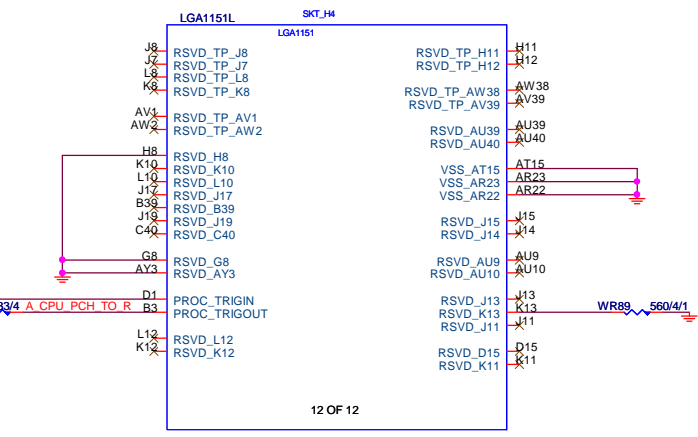 LGA1151L SKT_H4
LGA1151
J8 RSVD_TP_J8 RSVD_TP_H11 H11
J7 RSVD_TP_J7 RSVD_TP_H12 H12
L8 RSVD_TP_L8
K8 RSVD_TP_K8 RSVD_TP_AW38 AW38
RSVD_TP_AV39 AV39
AV1 RSVD_TP_AV1
AW2 RSVD_TP_AW2 RSVD_AU39 AU39
RSVD_AU40 AU40
H8 RSVD_H8
K10 RSVD_K10 VSS_AT15 AT15
L10 RSVD_L10 VSS_AR23 AR23
J17 RSVD_J17 VSS_AR22 AR22
B39 RSVD_B39
J19 RSVD_J19 RSVD_J15 J15
C40 RSVD_C40 RSVD_J14 J14
G8 RSVD_G8 RSVD_AU9 AU9
AY3 RSVD_AY3 RSVD_AU10 AU10
33/4 A_CPU_PCH_TO_R
D1 PROC_TRIGIN RSVD_J13 J13
B3 PROC_TRIGOUT RSVD_K13 K13 WR89 560/4/1
RSVD_J11 J11
L12 RSVD_L12
K12 RSVD_K12 RSVD_D15 D15
RSVD_K11 K11
12 OF 12